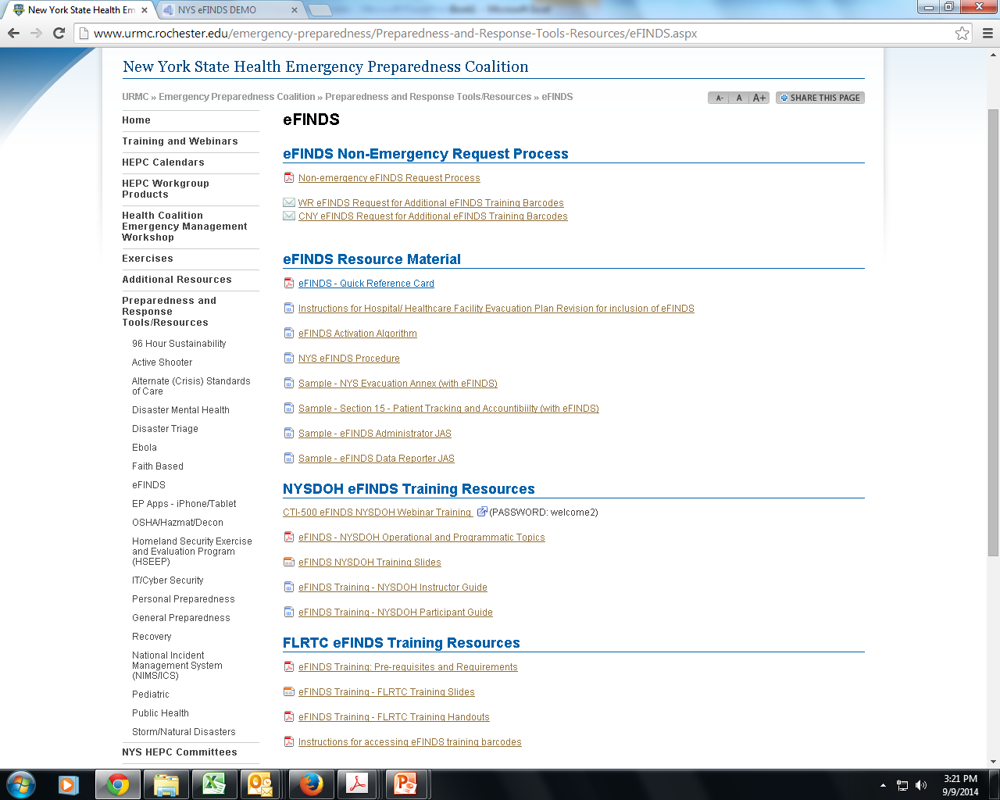 New York State Health Em
NYS eFINDS DEMO
www.urmc.rochester.edu/emergency-preparedness/Preparedness-and-Response-Tools-Resources/eFINDS.aspx
New York State Health Emergency Preparedness Coalition
URMC » Emergency Preparedness Coalition » Preparedness and Response Tools/Resources » eFINDS
A- A A+ SHARE THIS PAGE
Home
Training and Webinars
HEPC Calendars
HEPC Workgroup
Products
Health Coalition
Emergency Management
Workshop
Exercises
Additional Resources
Preparedness and
Response
Tools/Resources
96 Hour Sustainability
Active Shooter
Alternate (Crisis) Standards
of Care
Disaster Mental Health
Disaster Triage
Ebola
Faith Based
eFINDS
EP Apps - iPhone/Tablet
OSHA/Hazmat/Decon
Homeland Security Exercise
and Evaluation Program
(HSEEP)
IT/Cyber Security
Personal Preparedness
General Preparedness
Recovery
National Incident
Management System
(NIMS/ICS)
Pediatric
Public Health
Storm/Natural Disasters
NYS HEPC Committees
eFINDS
eFINDS Non-Emergency Request Process
Non-emergency eFINDS Request Process
WR eFINDS Request for Additional eFINDS Training Barcodes
CNY eFINDS Request for Additional eFINDS Training Barcodes
eFINDS Resource Material
eFINDS - Quick Reference Card
Instructions for Hospital/ Healthcare Facility Evacuation Plan Revision for inclusion of eFINDS
eFINDS Activation Algorithm
NYS eFINDS Procedure
Sample - NYS Evacuation Annex (with eFINDS)
Sample - Section 15 - Patient Tracking and Accountibiilty (with eFINDS)
Sample - eFINDS Administrator JAS
Sample - eFINDS Data Reporter JAS
NYSDOH eFINDS Training Resources
CTI-500 eFINDS NYSDOH Webinar Training (PASSWORD: welcome2)
eFINDS - NYSDOH Operational and Programmatic Topics
eFINDS NYSDOH Training Slides
eFINDS Training - NYSDOH Instructor Guide
eFINDS Training - NYSDOH Participant Guide
FLRTC eFINDS Training Resources
eFINDS Training: Pre-requisites and Requirements
eFINDS Training - FLRTC Training Slides
eFINDS Training - FLRTC Training Handouts
Instructions for accessing eFINDS training barcodes
3:21 PM
9/9/2014